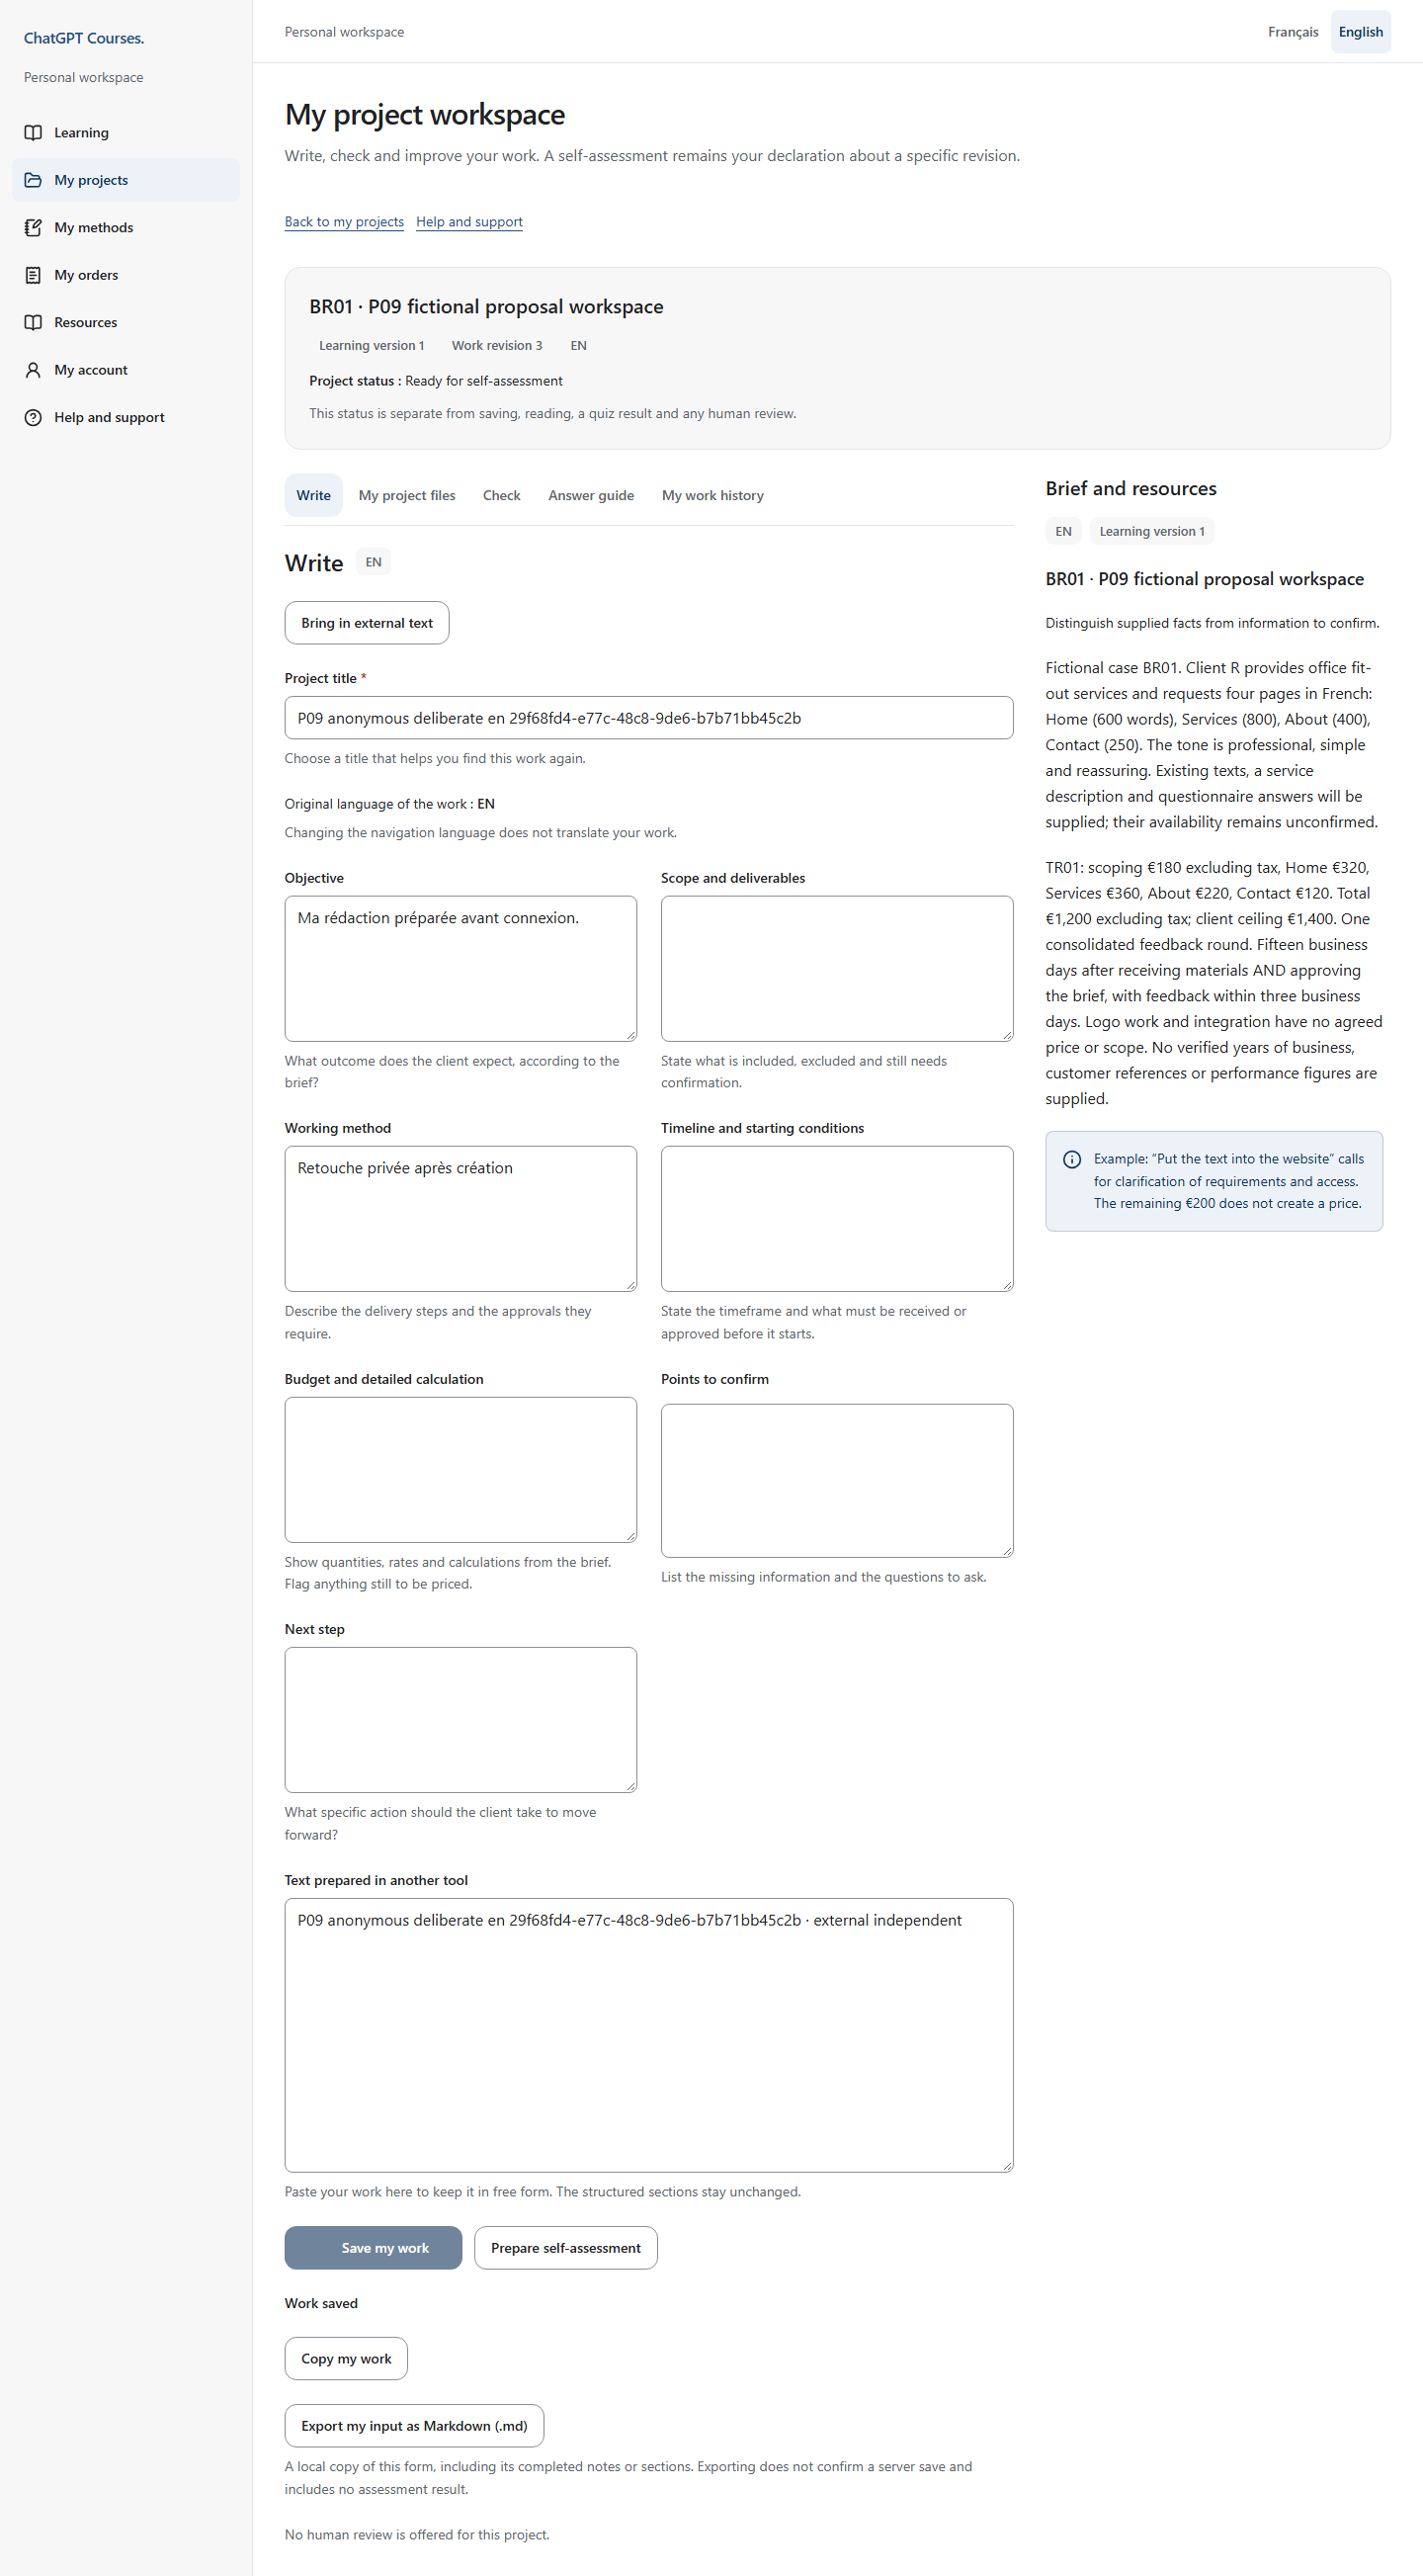 ChatGPT Courses.
Personal workspace
Learning
My projects
My methods
My orders
Resources
My account
Help and support
Personal workspace
Français
English
My project workspace
Write, check and improve your work. A self-assessment remains your declaration about a specific revision.
Back to my projects
Help and support
BR01 · P09 fictional proposal workspace
Learning version 1
Work revision 3
EN
Project status : Ready for self-assessment
This status is separate from saving, reading, a quiz result and any human review.
Write
My project files
Check
Answer guide
My work history
Write
EN
Bring in external text
Project title *
P09 anonymous deliberate en 29f68fd4-e77c-48c8-9de6-b7b71bb45c2b
Choose a title that helps you find this work again.
Original language of the work : EN
Changing the navigation language does not translate your work.
Objective
Ma rédaction préparée avant connexion.
What outcome does the client expect, according to the
brief?
Scope and deliverables
State what is included, excluded and still needs
confirmation.
Working method
Retouche privée après création
Describe the delivery steps and the approvals they
require.
Timeline and starting conditions
State the timeframe and what must be received or
approved before it starts.
Budget and detailed calculation
Show quantities, rates and calculations from the brief.
Flag anything still to be priced.
Points to confirm
List the missing information and the questions to ask.
Next step
What specific action should the client take to move
forward?
Text prepared in another tool
P09 anonymous deliberate en 29f68fd4-e77c-48c8-9de6-b7b71bb45c2b · external independent
Paste your work here to keep it in free form. The structured sections stay unchanged.
Save my work
Prepare self-assessment
Work saved
Copy my work
Export my input as Markdown (.md)
A local copy of this form, including its completed notes or sections. Exporting does not confirm a server save and
includes no assessment result.
No human review is offered for this project.
Brief and resources
EN
Learning version 1
BR01 · P09 fictional proposal workspace
Distinguish supplied facts from information to confirm.
Fictional case BR01. Client R provides office fit-
out services and requests four pages in French:
Home (600 words), Services (800), About (400),
Contact (250). The tone is professional, simple
and reassuring. Existing texts, a service
description and questionnaire answers will be
supplied; their availability remains unconfirmed.
TR01: scoping €180 excluding tax, Home €320,
Services €360, About €220, Contact €120. Total
€1,200 excluding tax; client ceiling €1,400. One
consolidated feedback round. Fifteen business
days after receiving materials AND approving
the brief, with feedback within three business
days. Logo work and integration have no agreed
price or scope. No verified years of business,
customer references or performance figures are
supplied.
Example: “Put the text into the website” calls
for clarification of requirements and access.
The remaining €200 does not create a price.